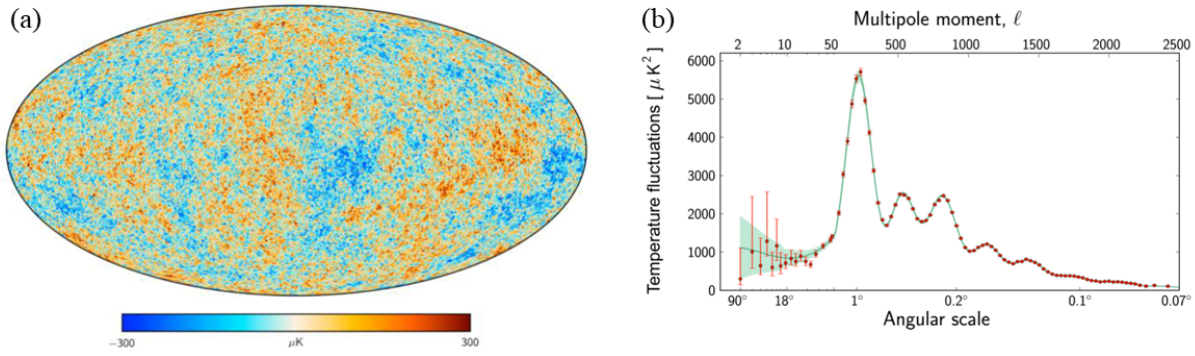 (a)
−300 μK 300
(b)
Multipole moment, ℓ
2 10 50 500 1000 1500 2000 2500
Temperature fluctuations [ μ K² ]
6000
5000
4000
3000
2000
1000
0
90° 18° 1° 0.2° 0.1° 0.07°
Angular scale